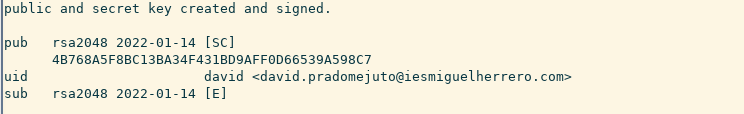 public and secret key created and signed.
pub   rsa2048 2022-01-14 [SC]
      4B768A5F8BC13BA34F431BD9AFF0D66539A598C7
uid                      david <david.pradomejuto@iesmiguelherrero.com>
sub   rsa2048 2022-01-14 [E]